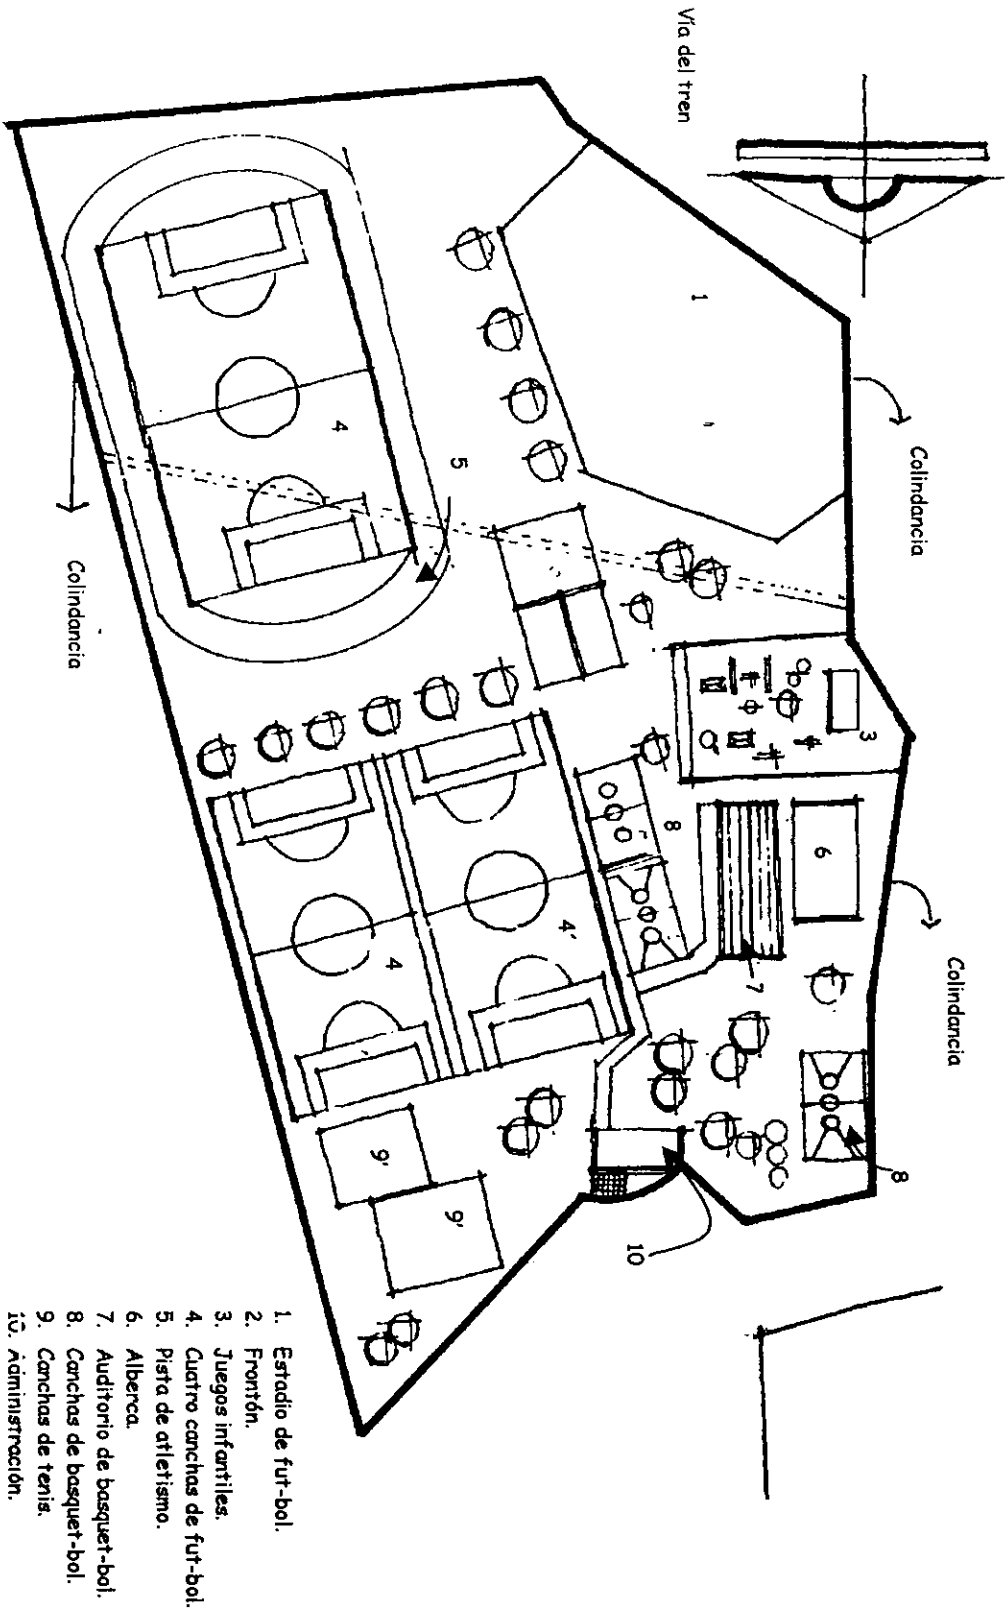 Vía del tren
Colindancia
Colindancia
Colindancia
1
5
4
3
6
8
7
4'
4
8
9'
9'
10
1. Estadio de fut-bol.
2. Frontón.
3. Juegos infantiles.
4. Cuatro canchas de fut-bol.
5. Pista de atletismo.
6. Alberca.
7. Auditorio de basquet-bol.
8. Canchas de basquet-bol.
9. Canchas de tenis.
10. Administración.